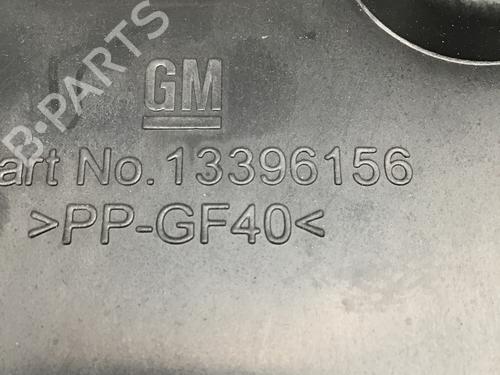 B-PARTS
GM
art No. 13396156
>PP-GF40<